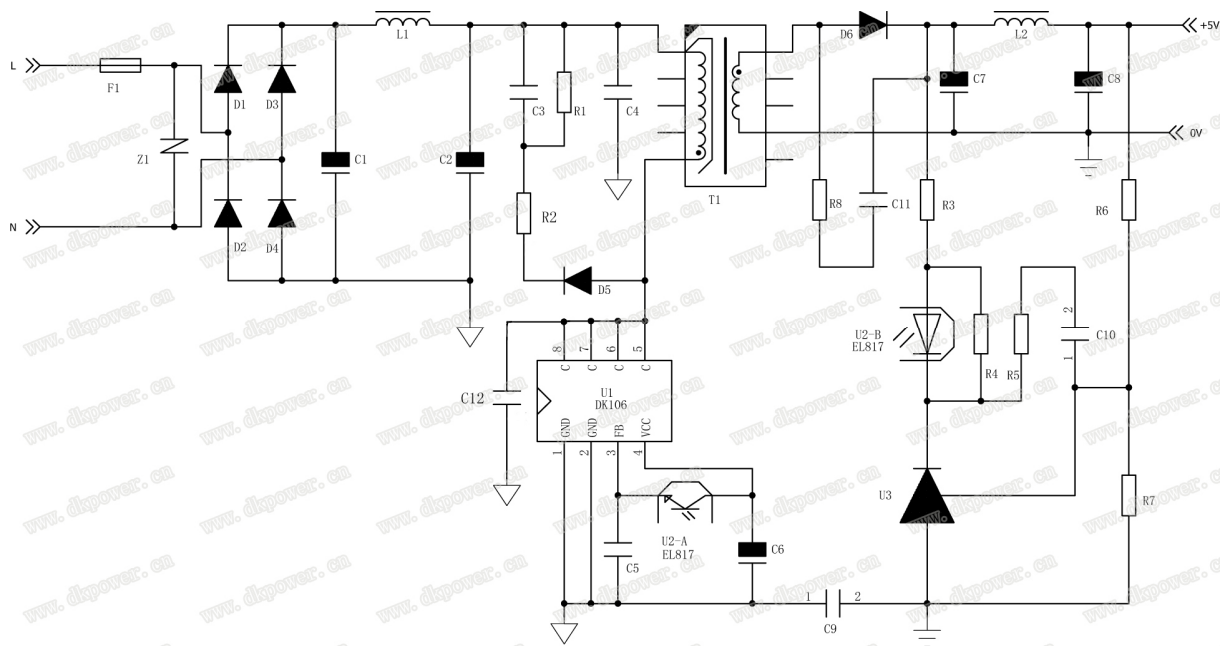 L
F1
Z1
N
D1
D3
D2
D4
C1
L1
C2
C3
R1
R2
C4
D5
T1
D6
R8
C11
R3
L2
C7
C8
+5V
0V
R6
U2-B
EL817
R4
R5
2
C10
1
C12
8
7
6
5
C
C
C
C
U1
DK106
GND
GND
FB
VCC
1
2
3
4
U2-A
EL817
C5
C6
1
2
C9
U3
R7
www.dkpower.cn